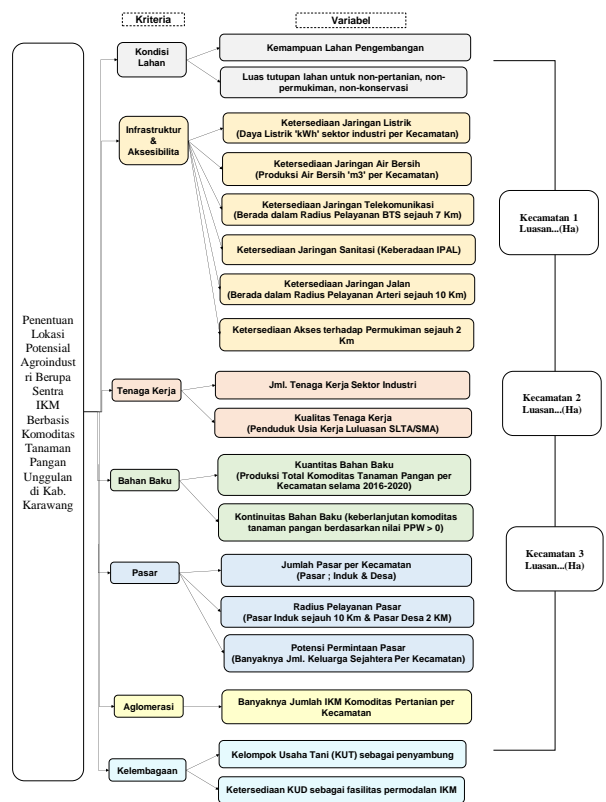 Kriteria
Variabel
Penentuan
Lokasi
Potensial
Agroindust
ri Berupa
Sentra
IKM
Berbasis
Komoditas
Tanaman
Pangan
Unggulan
di Kab.
Karawang
Kondisi
Lahan
Kemampuan Lahan Pengembangan
Luas tutupan lahan untuk non-pertanian, non-
permukiman, non-konservasi
Infrastruktur
&
Aksesibilita
Ketersediaan Jaringan Listrik
(Daya Listrik 'kWh' sektor industri per Kecamatan)
Ketersediaan Jaringan Air Bersih
(Produksi Air Bersih 'm3' per Kecamatan)
Ketersediaan Jaringan Telekomunikasi
(Berada dalam Radius Pelayanan BTS sejauh 7 Km)
Ketersediaan Jaringan Sanitasi (Keberadaan IPAL)
Ketersediaan Jaringan Jalan
(Berada dalam Radius Pelayanan Arteri sejauh 10 Km)
Ketersediaan Akses terhadap Permukiman sejauh 2
Km
Tenaga Kerja
Jml. Tenaga Kerja Sektor Industri
Kualitas Tenaga Kerja
(Penduduk Usia Kerja Luluasan SLTA/SMA)
Bahan Baku
Kuantitas Bahan Baku
(Produksi Total Komoditas Tanaman Pangan per
Kecamatan selama 2016-2020)
Kontinuitas Bahan Baku (keberlanjutan komoditas
tanaman pangan berdasarkan nilai PPW > 0)
Pasar
Jumlah Pasar per Kecamatan
(Pasar ; Induk & Desa)
Radius Pelayanan Pasar
(Pasar Induk sejauh 10 Km & Pasar Desa 2 KM)
Potensi Permintaan Pasar
(Banyaknya Jml. Keluarga Sejahtera Per Kecamatan)
Aglomerasi
Banyaknya Jumlah IKM Komoditas Pertanian per
Kecamatan
Kelembagaan
Kelompok Usaha Tani (KUT) sebagai penyambung
Ketersediaan KUD sebagai fasilitas permodalan IKM
Kecamatan 1
Luasan...(Ha)
Kecamatan 2
Luasan...(Ha)
Kecamatan 3
Luasan...(Ha)